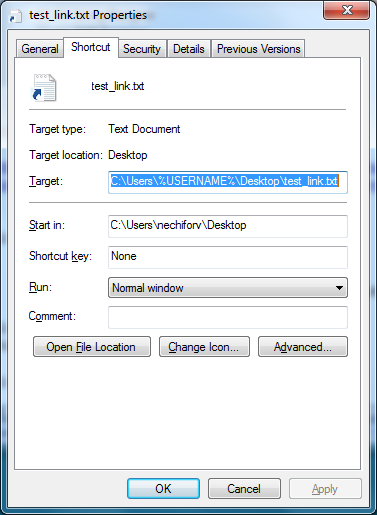 test_link.txt Properties
General Shortcut Security Details Previous Versions
test_link.txt
Target type: Text Document
Target location: Desktop
Target: C:\Users\%USERNAME%\Desktop\test_link.txt
Start in: C:\Users\nechiforv\Desktop
Shortcut key: None
Run: Normal window
Comment:
Open File Location Change Icon... Advanced...
OK Cancel Apply